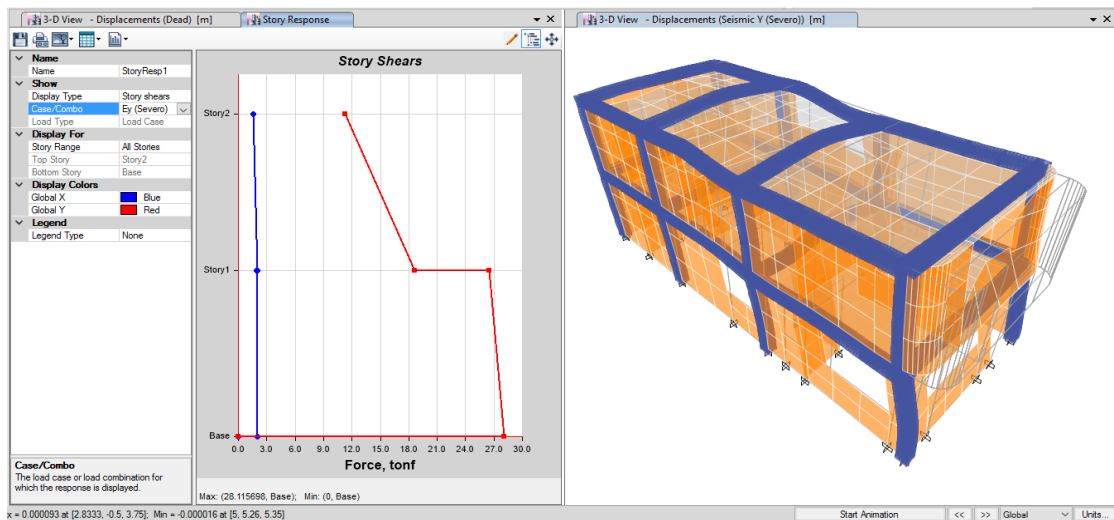 3-D View - Displacements (Dead) [m]
Story Response
3-D View - Displacements (Seismic Y (Severo)) [m]
Name
Name StoryResp1
Show
Display Type Story shears
Case/Combo Ey (Severo)
Load Type Load Case
Display For
Story Range All Stories
Top Story Story2
Bottom Story Base
Display Colors
Global X Blue
Global Y Red
Legend
Legend Type None
Case/Combo
The load case or load combination for
which the response is displayed.
Story Shears
Story2
Story1
Base
0.0 3.0 6.0 9.0 12.0 15.0 18.0 21.0 24.0 27.0 30.0
Force, tonf
Max: (28.115698, Base); Min: (0, Base)
x = 0.000093 at [2.8333, -0.5, 3.75]; Min = -0.000016 at [5, 5.26, 5.35]
Start Animation << >> Global Units...